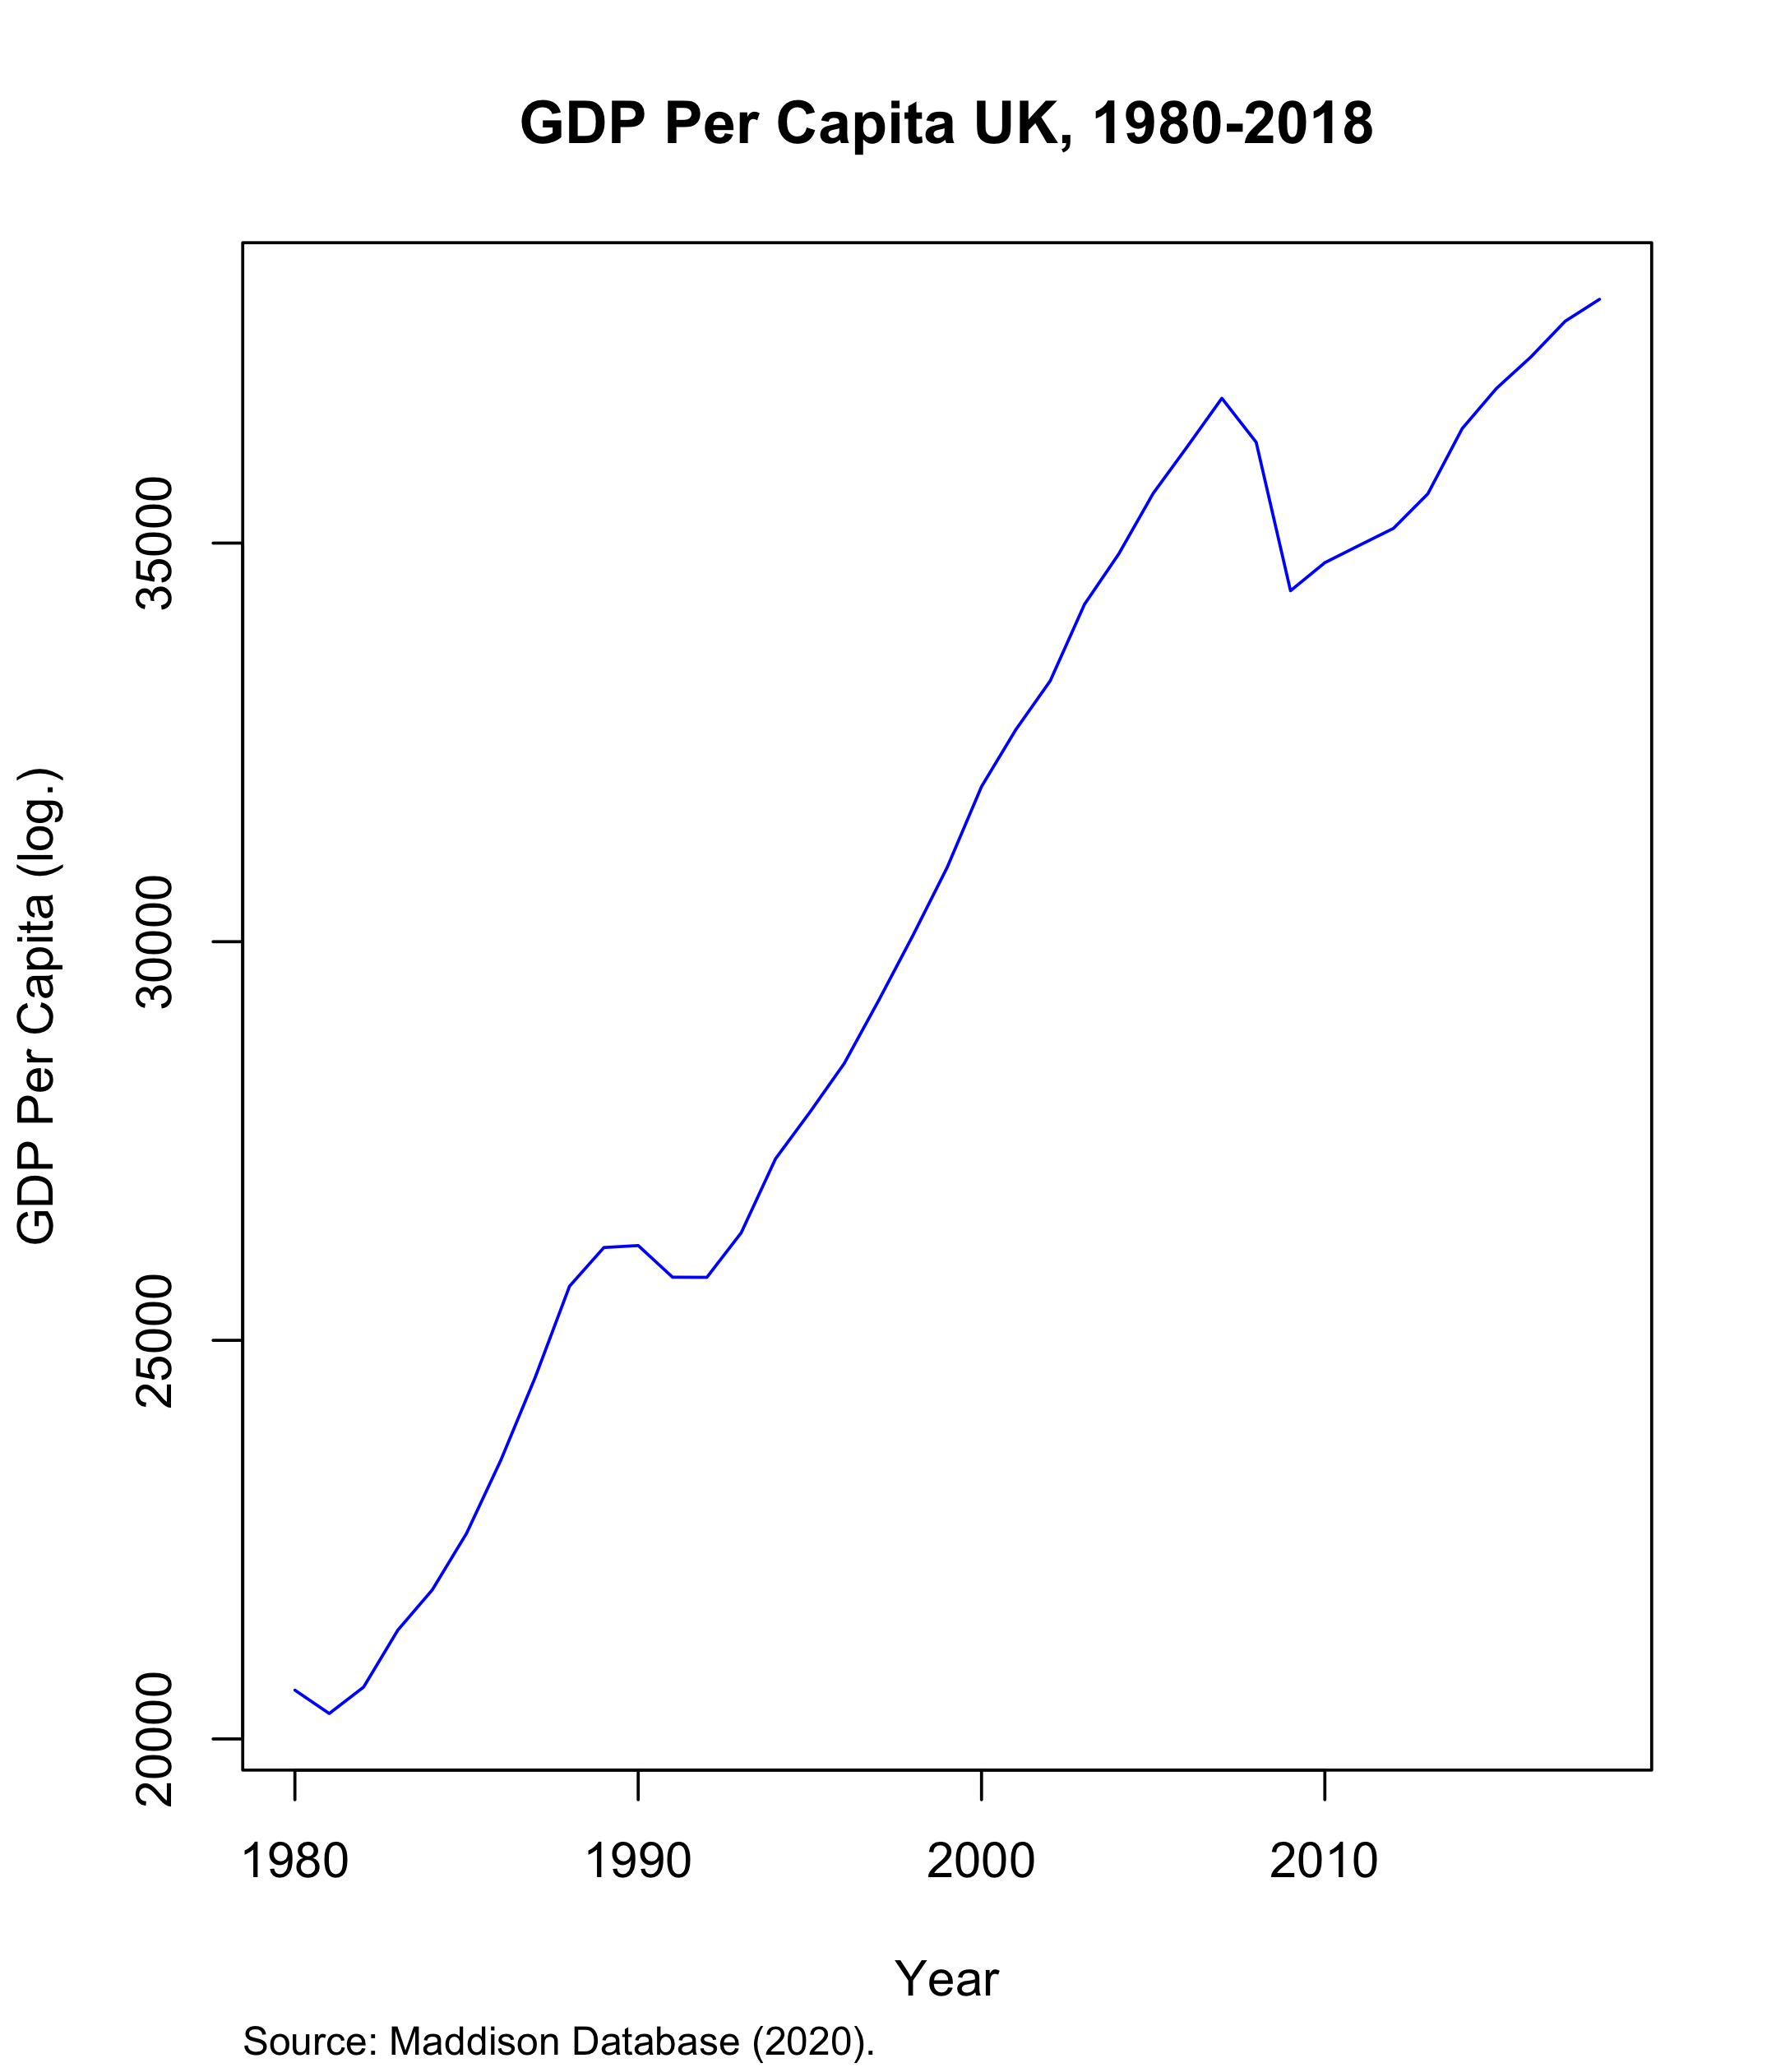 GDP Per Capita UK, 1980-2018
GDP Per Capita (log.)
35000
30000
25000
20000
1980 1990 2000 2010
Year
Source: Maddison Database (2020).